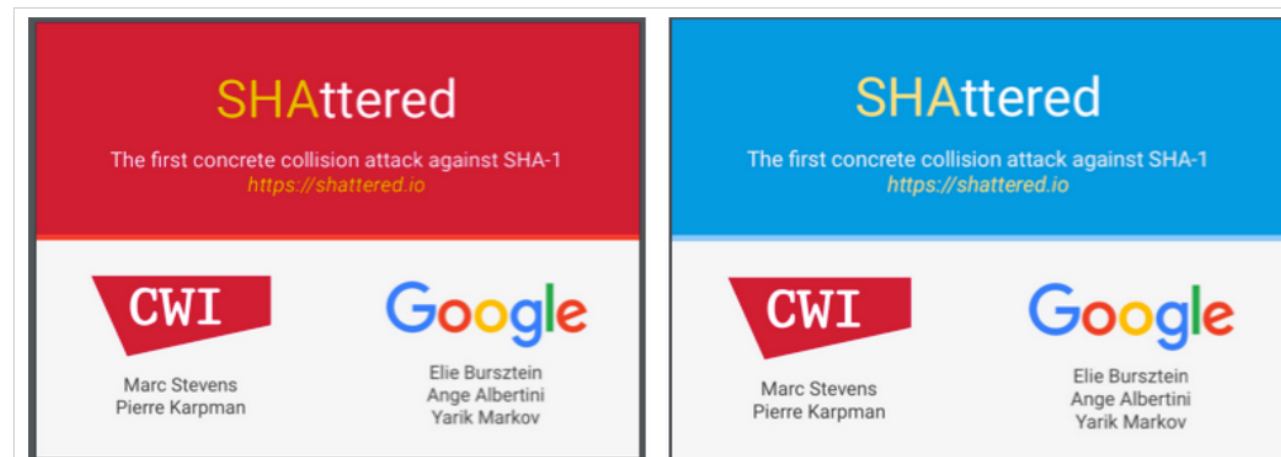 SHAttered
The first concrete collision attack against SHA-1
https://shattered.io
CWI
Marc Stevens
Pierre Karpman
Google
Elie Bursztein
Ange Albertini
Yarik Markov
SHAttered
The first concrete collision attack against SHA-1
https://shattered.io
CWI
Marc Stevens
Pierre Karpman
Google
Elie Bursztein
Ange Albertini
Yarik Markov